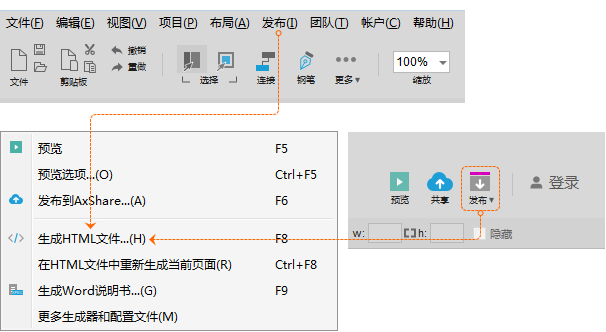 文件(F) 编辑(E) 视图(V) 项目(P) 布局(A) 发布(I) 团队(T) 帐户(C) 帮助(H)
撤销
重做
100%
文件 剪贴板 选择 连接 钢笔 更多 缩放
预览 F5
预览选项...(O) Ctrl+F5
发布到AxShare...(A) F6
生成HTML文件...(H) F8
在HTML文件中重新生成当前页面(R) Ctrl+F8
生成Word说明书...(G) F9
更多生成器和配置文件(M)
登录
预览 共享 发布
w: h: 隐藏